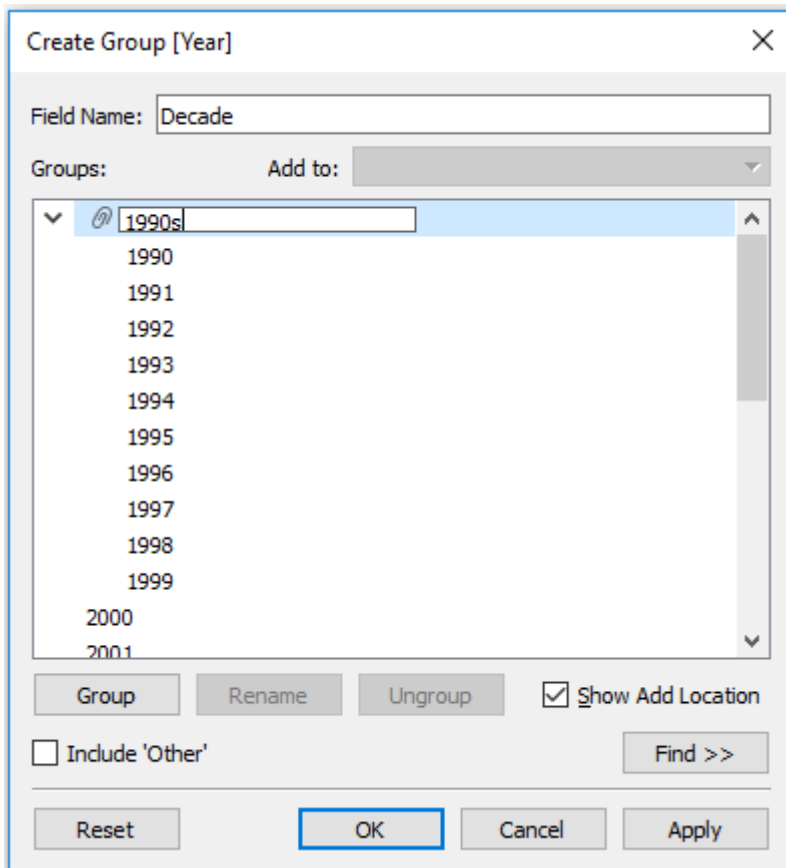 Create Group [Year]
Field Name: Decade
Groups: Add to:
1990s
1990
1991
1992
1993
1994
1995
1996
1997
1998
1999
2000
2001
Group Rename Ungroup Show Add Location
Include 'Other' Find >>
Reset OK Cancel Apply